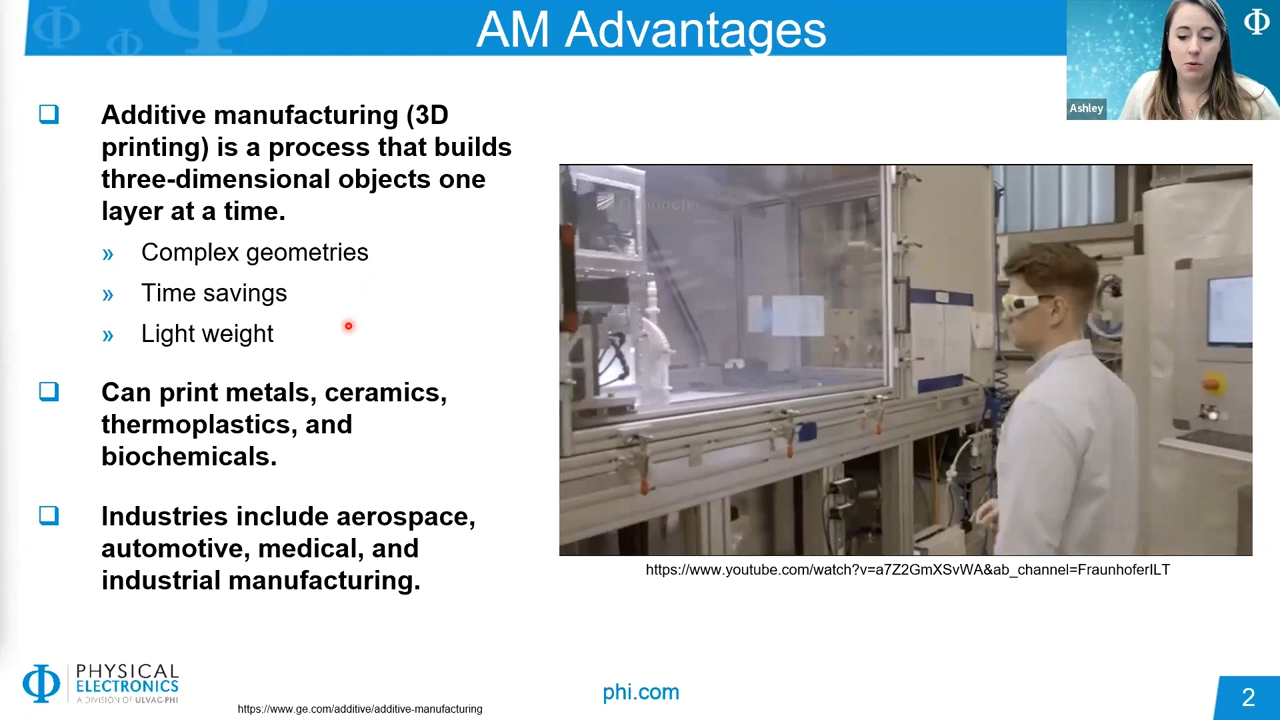 AM Advantages
Ashley
❑ Additive manufacturing (3D
printing) is a process that builds
three-dimensional objects one
layer at a time.
» Complex geometries
» Time savings
» Light weight
❑ Can print metals, ceramics,
thermoplastics, and
biochemicals.
❑ Industries include aerospace,
automotive, medical, and
industrial manufacturing.
https://www.youtube.com/watch?v=a7Z2GmXSvWA&ab_channel=FraunhoferILT
PHYSICAL
ELECTRONICS
A DIVISION OF ULVAC-PHI
https://www.ge.com/additive/additive-manufacturing
phi.com
2